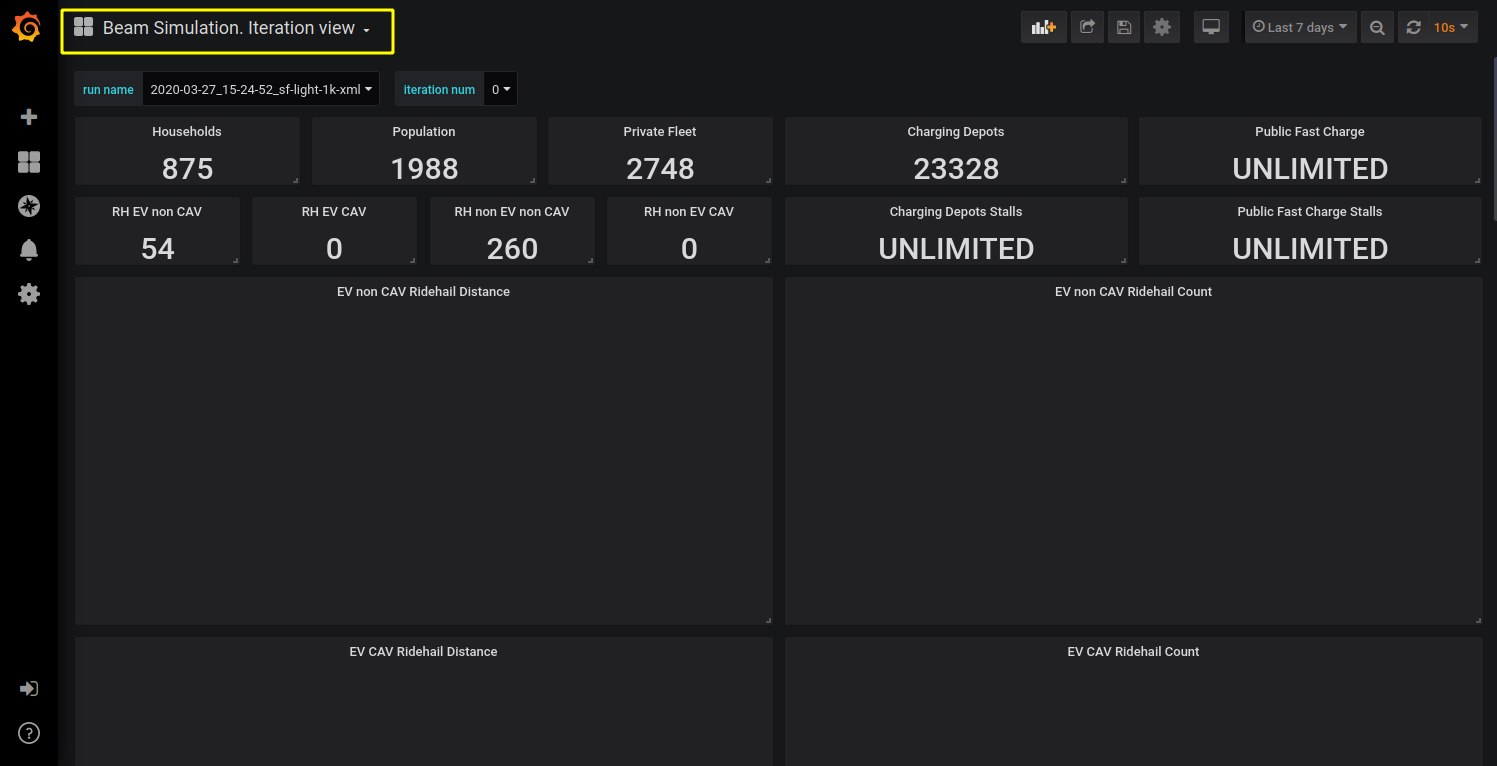 Beam Simulation. Iteration view
Last 7 days
10s
run name 2020-03-27_15-24-52_sf-light-1k-xml iteration num 0
Households Population Private Fleet Charging Depots Public Fast Charge
875 1988 2748 23328 UNLIMITED
RH EV non CAV RH EV CAV RH non EV non CAV RH non EV CAV Charging Depots Stalls Public Fast Charge Stalls
54 0 260 0 UNLIMITED UNLIMITED
EV non CAV Ridehail Distance EV non CAV Ridehail Count
EV CAV Ridehail Distance EV CAV Ridehail Count
?